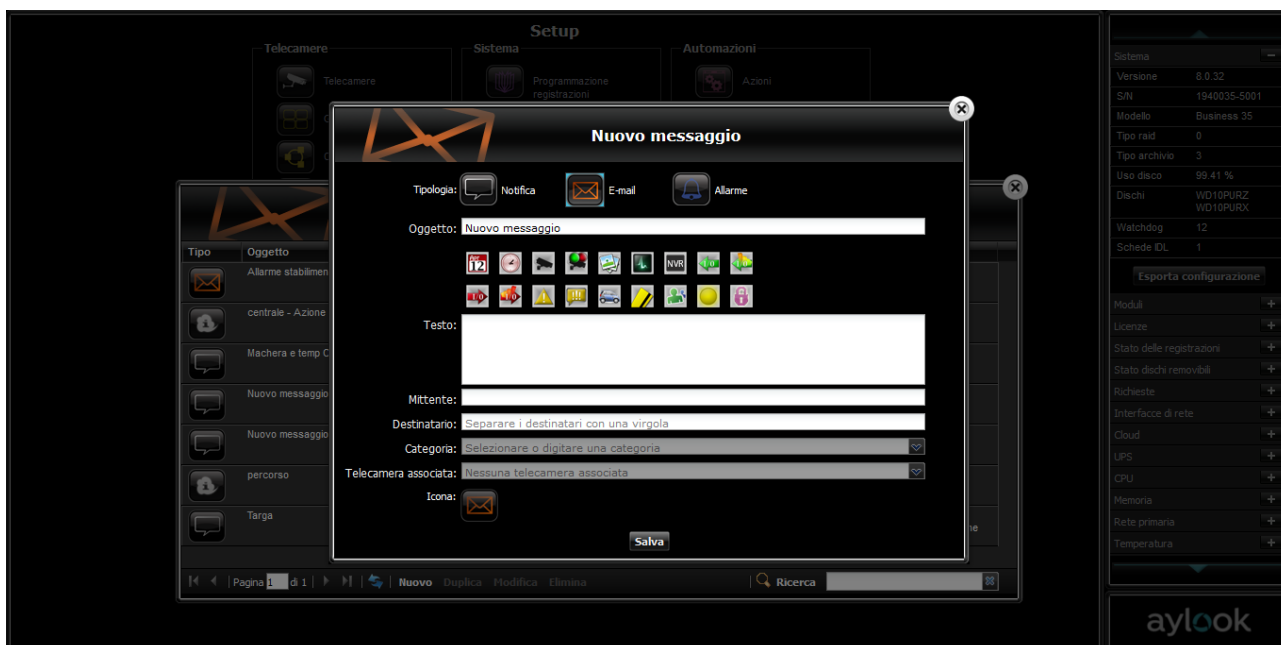 Setup
Telecamere
Sistema
Automazioni
Telecamere
Programmazione
registrazioni
Azioni
Nuovo messaggio
Tipologia:
Notifica
E-mail
Allarme
Oggetto:
Nuovo messaggio
12
NVR
Testo:
Mittente:
Destinatario:
Separare i destinatari con una virgola
Categoria:
Selezionare o digitare una categoria
Telecamera associata:
Nessuna telecamera associata
Icona:
Salva
Tipo
Oggetto
Allarme stabilimen
centrale - Azione
Machera e temp C
Nuovo messaggio
Nuovo messaggio
percorso
Targa
ne
Pagina 1 di 1
Nuovo
Duplica
Modifica
Elimina
Ricerca
Sistema
Versione 8.0.32
S/N 1940035-5001
Modello Business 35
Tipo raid 0
Tipo archivio 3
Uso disco 99.41 %
Dischi WD10PURZ
WD10PURX
Watchdog 12
Schede IDL 1
Esporta configurazione
Moduli
Licenze
Stato delle registrazioni
Stato dischi removibili
Richieste
Interfacce di rete
Cloud
UPS
CPU
Memoria
Rete primaria
Temperatura
aylook